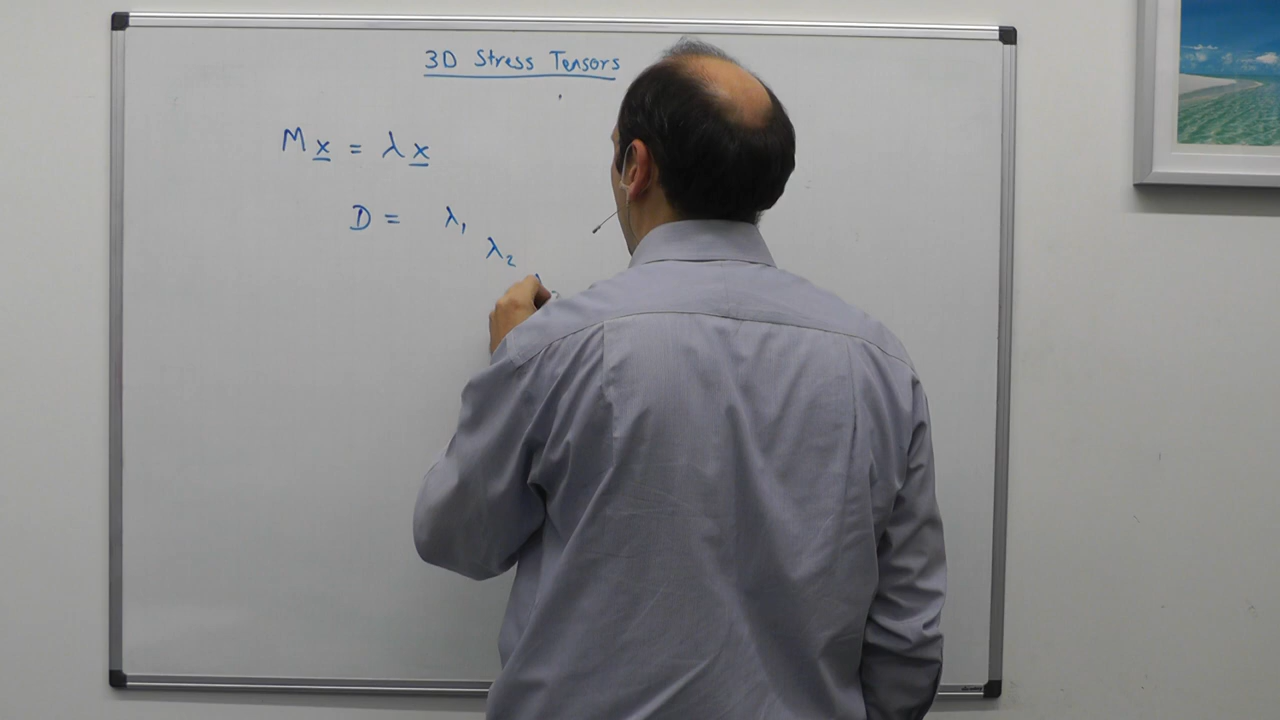 3D Stress Tensors
M x = λ x
D = λ₁
λ₂